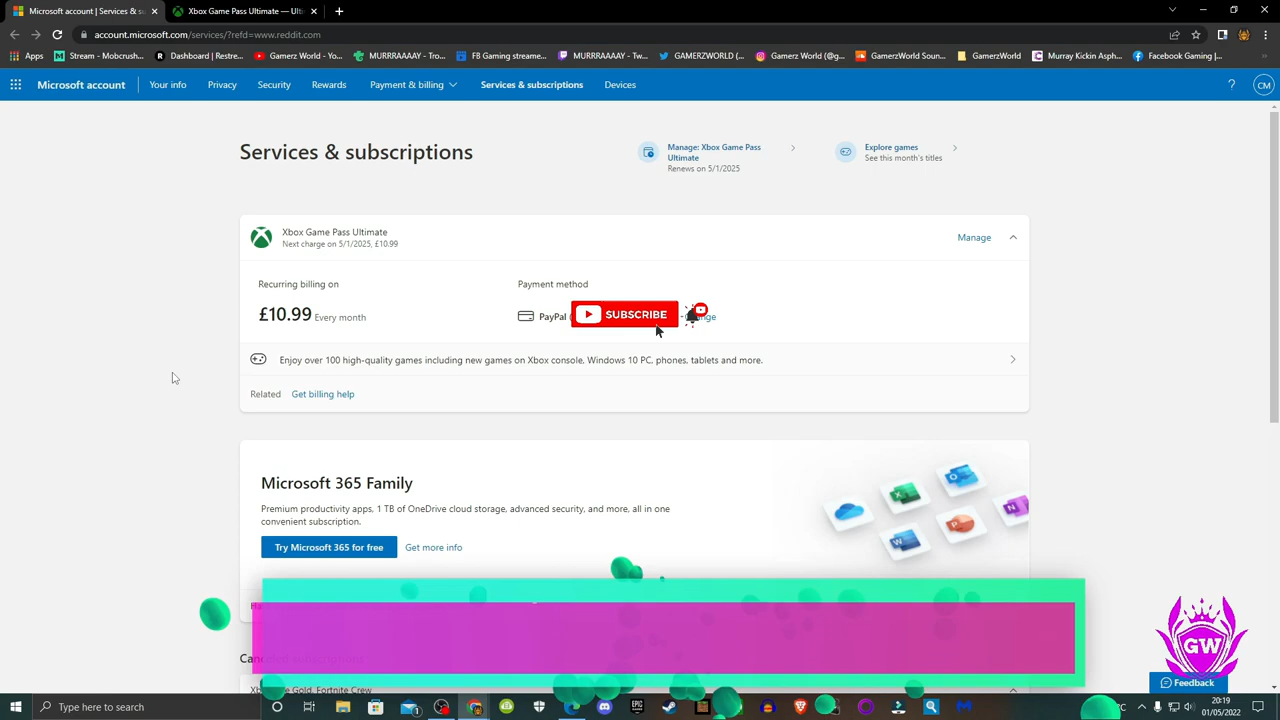 Microsoft account | Services & s
Xbox Game Pass Ultimate — Ulti
account.microsoft.com/services/?refd=www.reddit.com
Apps
Stream - Mobcrush...
Dashboard | Restre...
Gamerz World - Yo...
MURRRAAAAY - Troy...
FB Gaming streame...
MURRRAAAAY - Tw...
GAMERZWORLD (...
Gamerz World (@g...
GamerzWorld Soun...
GamerzWorld
Murray Kickin Asph...
Facebook Gaming |...
Microsoft account
Your info
Privacy
Security
Rewards
Payment & billing
Services & subscriptions
Devices
?
CM
Services & subscriptions
Manage: Xbox Game Pass
Ultimate
Renews on 5/1/2025
Explore games
See this month's titles
Xbox Game Pass Ultimate
Next charge on 5/1/2025, £10.99
Manage
Recurring billing on
£10.99 Every month
Payment method
PayPal (
SUBSCRIBE
Enjoy over 100 high-quality games including new games on Xbox console, Windows 10 PC, phones, tablets and more.
Related
Get billing help
Microsoft 365 Family
Premium productivity apps, 1 TB of OneDrive cloud storage, advanced security, and more, all in one
convenient subscription.
Try Microsoft 365 for free
Get more info
GW
Feedback
Type here to search
EPIC
20:19
01/05/2022